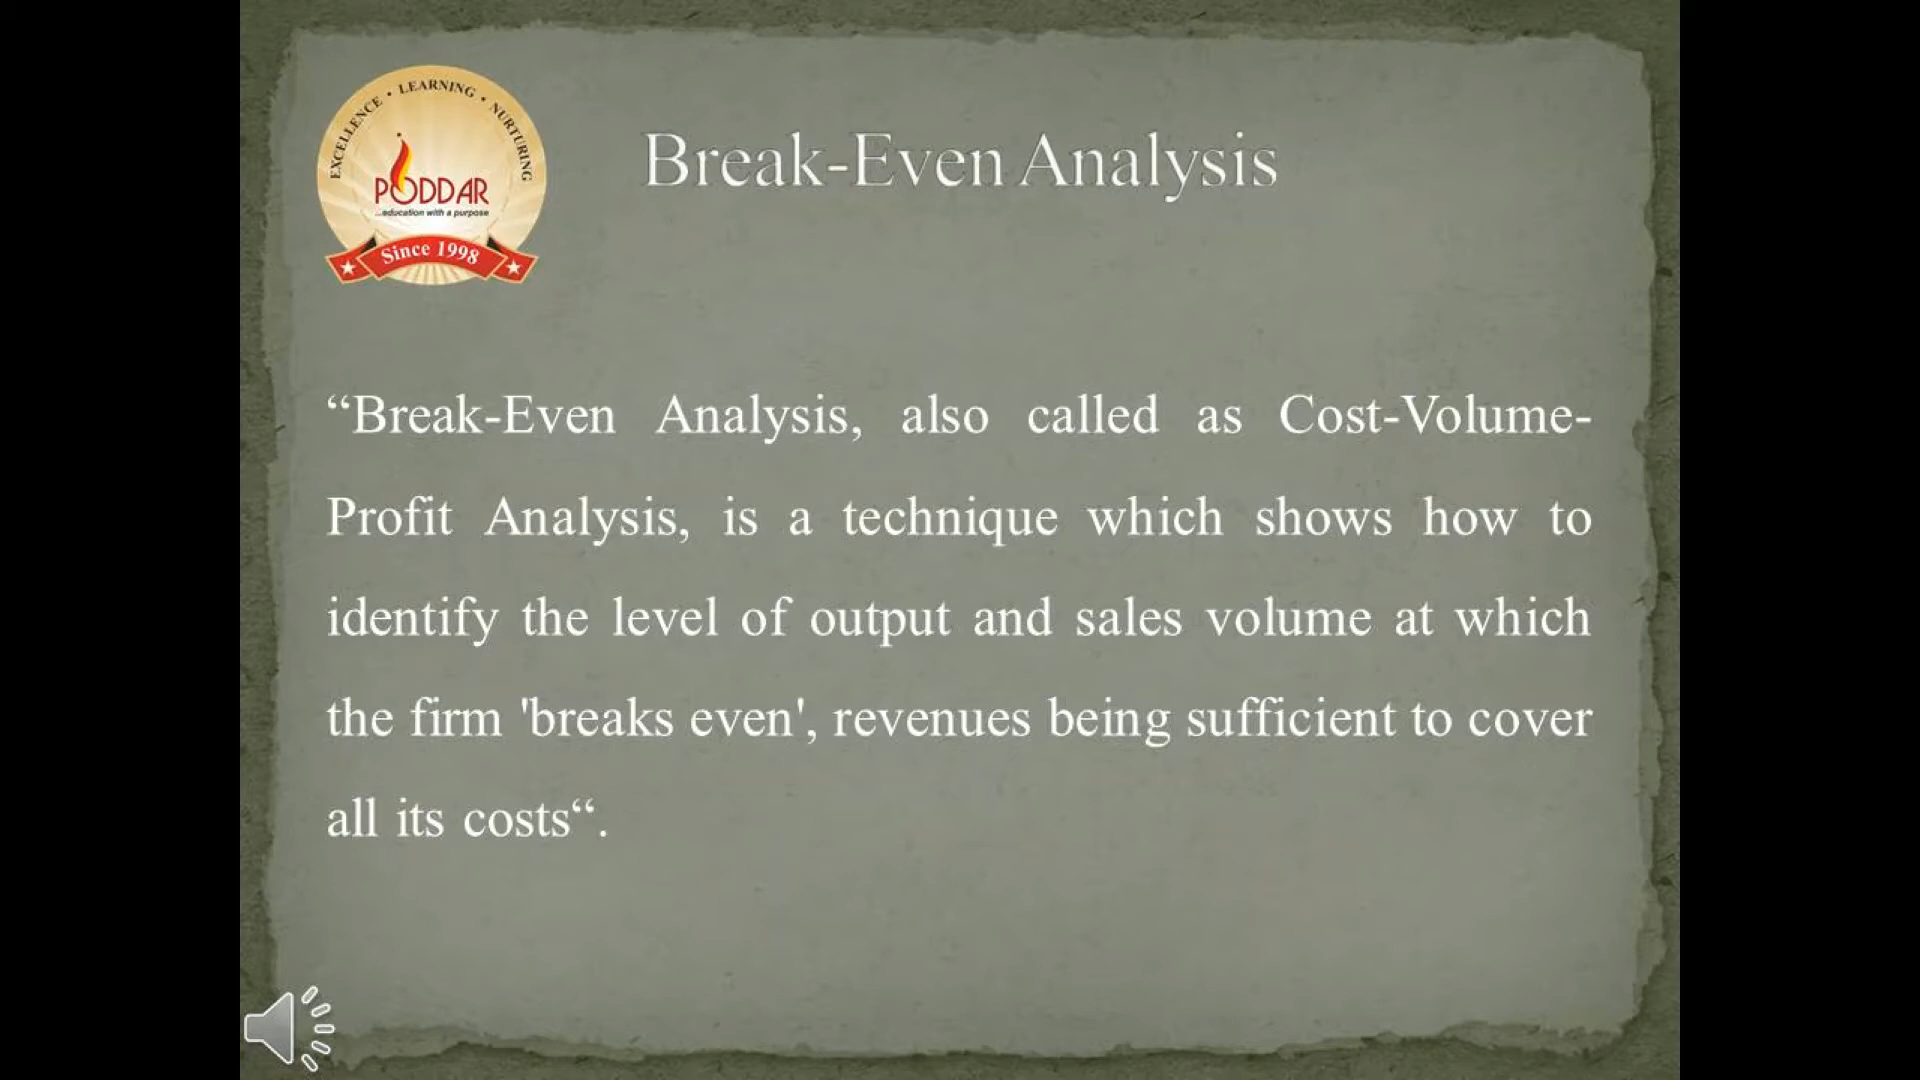 EXCELLENCE • LEARNING • NURTURING
PODDAR
...education with a purpose
Since 1998
Break-Even Analysis
“Break-Even Analysis, also called as Cost-Volume-
Profit Analysis, is a technique which shows how to
identify the level of output and sales volume at which
the firm 'breaks even', revenues being sufficient to cover
all its costs“.